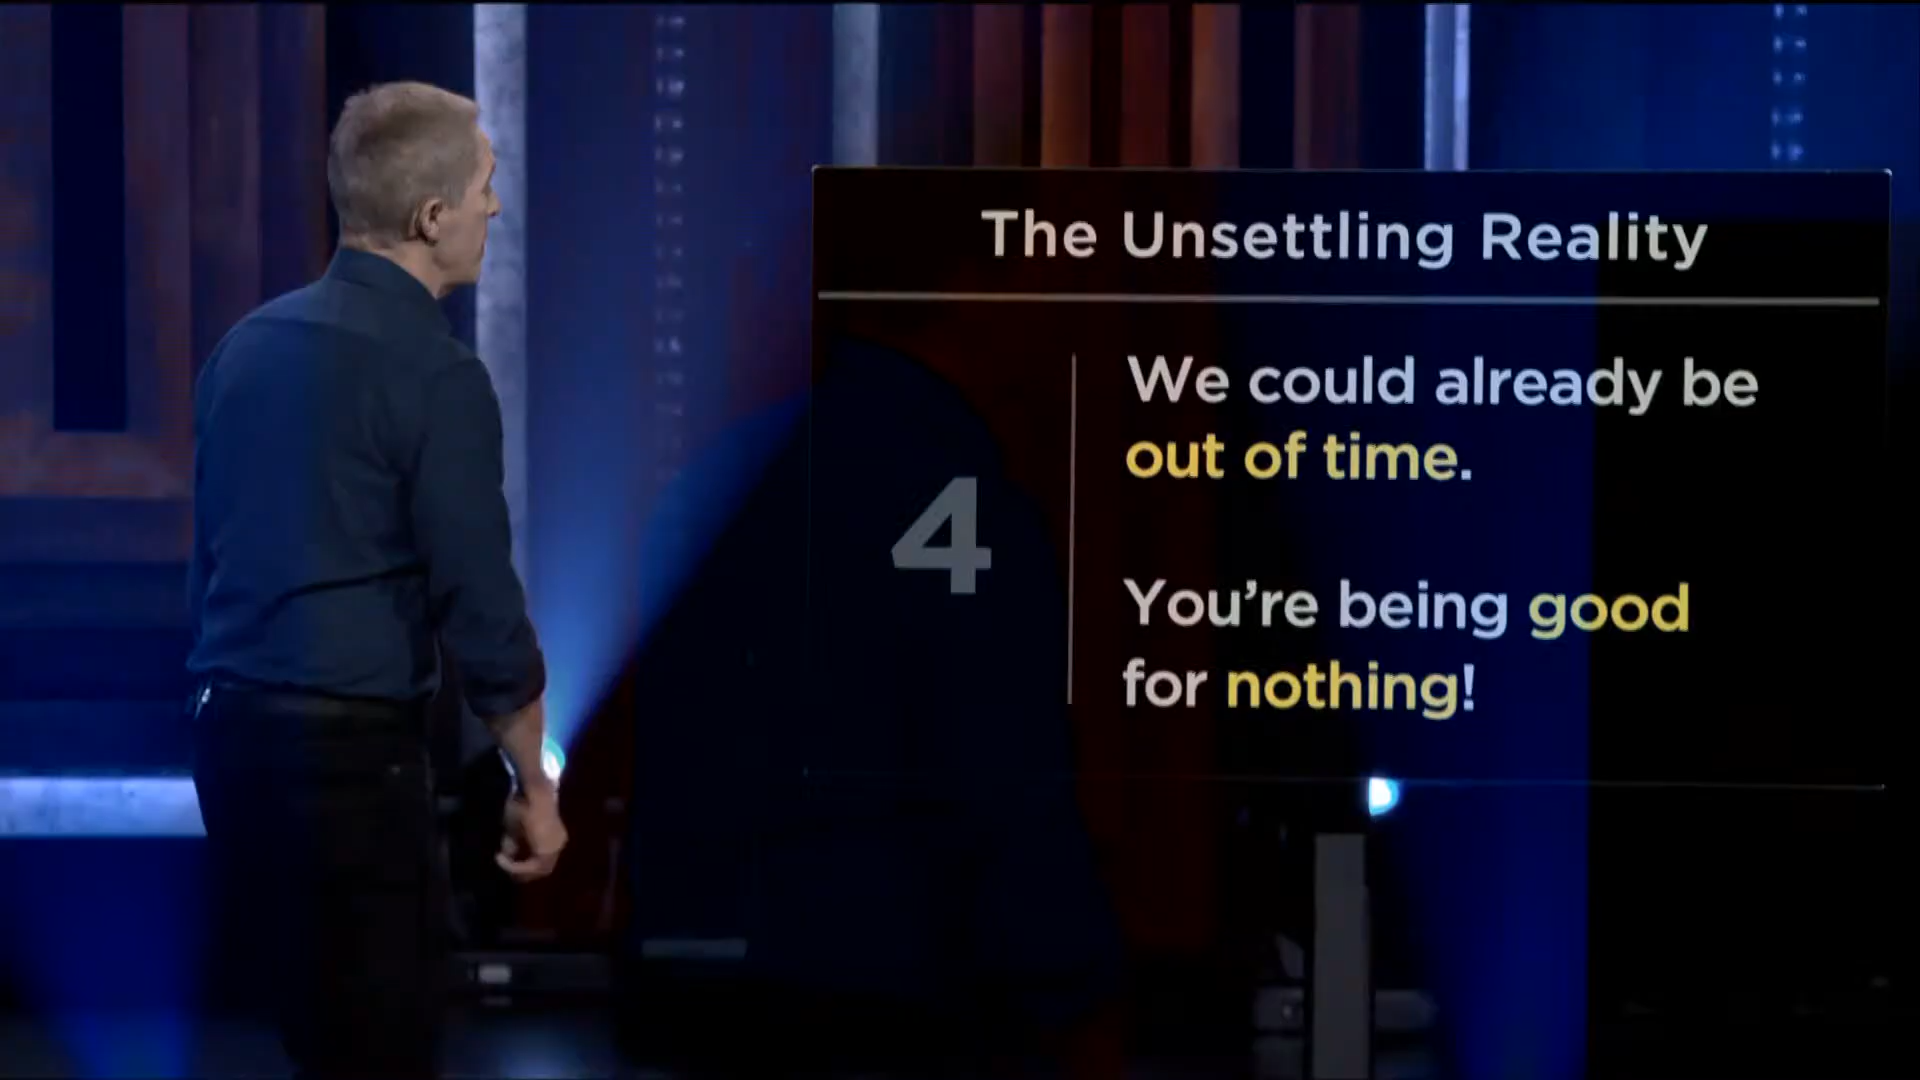 The Unsettling Reality
4
We could already be
out of time.
You're being good
for nothing!